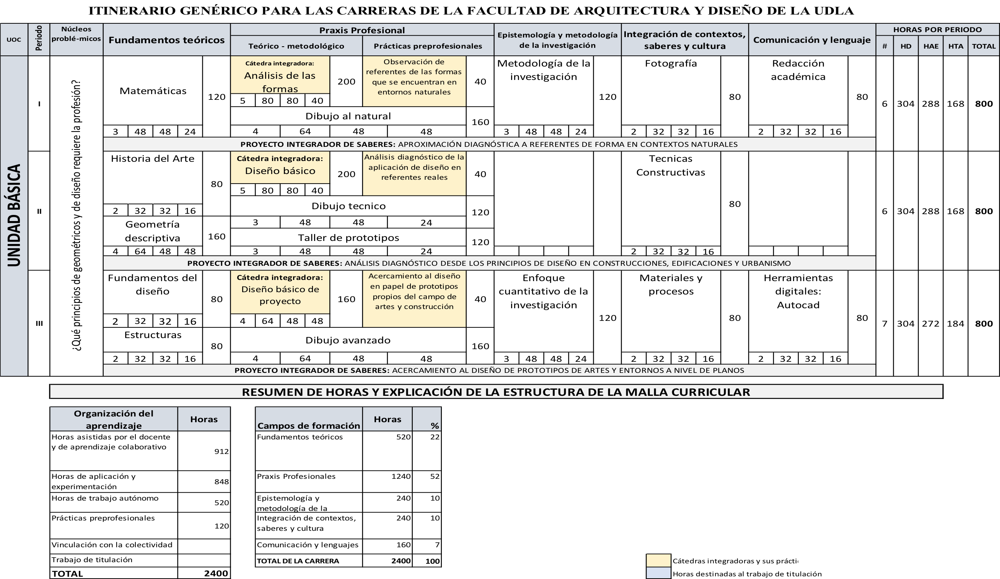 ITINERARIO GENÉRICO PARA LAS CARRERAS DE LA FACULTAD DE ARQUITECTURA Y DISEÑO DE LA UDLA
UOC
Periodo
Núcleos
problé-micos
Fundamentos teóricos
Praxis Profesional
Teórico - metodológico
Prácticas preprofesionales
Epistemología y metodología
de la investigación
Integración de contextos,
saberes y cultura
Comunicación y lenguaje
HORAS POR PERIODO
# HD HAE HTA TOTAL
UNIDAD BÁSICA
¿Qué principios de geométricos y de diseño requiere la profesión?
I
Matemáticas
120
3 48 48 24
Cátedra integradora:
Análisis de las
formas
200
5 80 80 40
Observación de
referentes de las formas
que se encuentran en
entornos naturales
40
Dibujo al natural
160
4 64 48 48
Metodología de la
investigación
120
3 48 48 24
Fotografía
80
2 32 32 16
Redacción
académica
80
2 32 32 16
6 304 288 168 800
PROYECTO INTEGRADOR DE SABERES: APROXIMACIÓN DIAGNÓSTICA A REFERENTES DE FORMA EN CONTEXTOS NATURALES
II
Historia del Arte
80
2 32 32 16
Geometría
descriptiva
160
4 64 48 48
Cátedra integradora:
Diseño básico
200
5 80 80 40
Análisis diagnóstico de la
aplicación de diseño en
referentes reales
40
Dibujo tecnico
120
3 48 48 24
Taller de prototipos
120
3 48 48 24
Tecnicas
Constructivas
80
2 32 32 16
6 304 288 168 800
PROYECTO INTEGRADOR DE SABERES: ANÁLISIS DIAGNÓSTICO DESDE LOS PRINCIPIOS DE DISEÑO EN CONSTRUCCIONES, EDIFICACIONES Y URBANISMO
III
Fundamentos del
diseño
80
2 32 32 16
Estructuras
80
2 32 32 16
Cátedra integradora:
Diseño básico de
proyecto
160
4 64 48 48
Acercamiento al diseño
en papel de prototipos
propios del campo de
artes y construcción
40
Dibujo avanzado
160
4 64 48 48
Enfoque
cuantitativo de la
investigación
120
3 48 48 24
Materiales y
procesos
80
2 32 32 16
Herramientas
digitales:
Autocad
80
2 32 32 16
7 304 272 184 800
PROYECTO INTEGRADOR DE SABERES: ACERCAMIENTO AL DISEÑO DE PROTOTIPOS DE ARTES Y ENTORNOS A NIVEL DE PLANOS
RESUMEN DE HORAS Y EXPLICACIÓN DE LA ESTRUCTURA DE LA MALLA CURRICULAR
Organización del
aprendizaje
Horas
Horas asistidas por el docente
y de aprendizaje colaborativo
912
Horas de aplicación y
experimentación
848
Horas de trabajo autónomo
520
Prácticas preprofesionales
120
Vinculación con la colectividad
Trabajo de titulación
TOTAL 2400
Campos de formación
Horas
%
Fundamentos teóricos 520 22
Praxis Profesionales 1240 52
Epistemología y 240 10
metodología de la
Integración de contextos, 240 10
saberes y cultura
Comunicación y lenguajes 160 7
TOTAL DE LA CARRERA 2400 100
Cátedras integradoras y sus prácti
Horas destinadas al trabajo de titulación